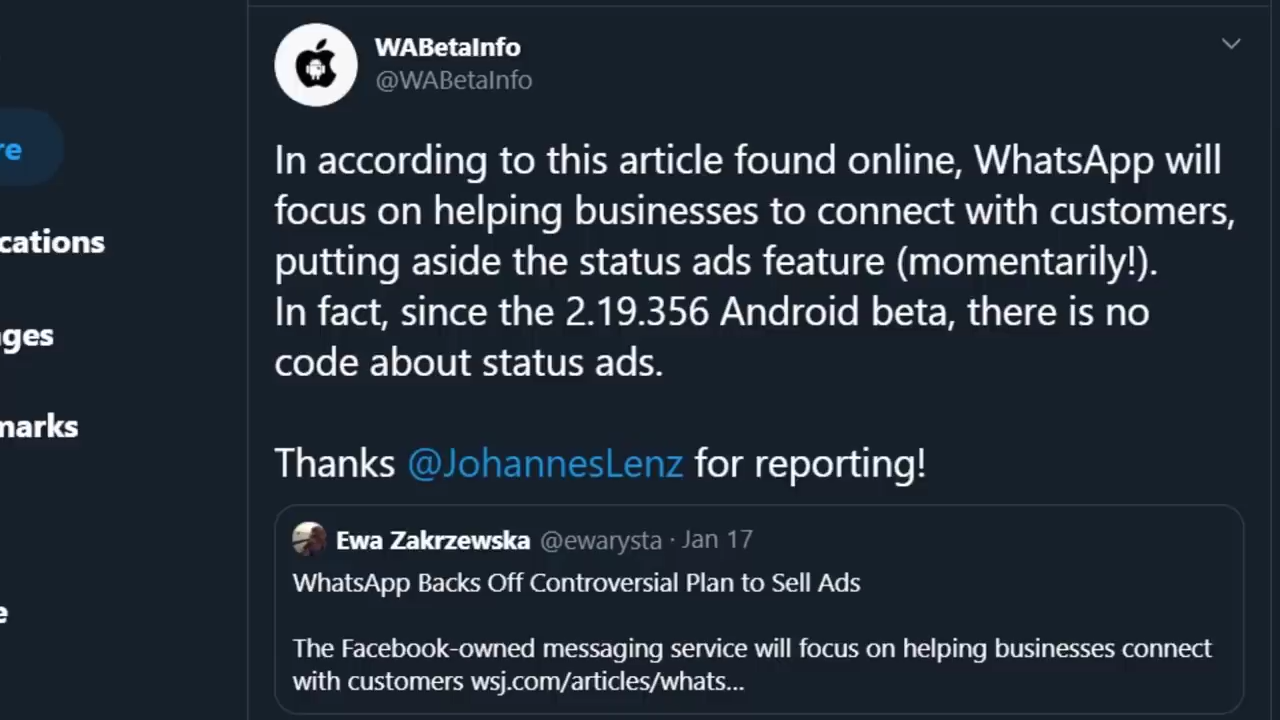 WABetaInfo
@WABetaInfo
In according to this article found online, WhatsApp will
focus on helping businesses to connect with customers,
putting aside the status ads feature (momentarily!).
In fact, since the 2.19.356 Android beta, there is no
code about status ads.
Thanks @JohannesLenz for reporting!
Ewa Zakrzewska @ewarysta · Jan 17
WhatsApp Backs Off Controversial Plan to Sell Ads
The Facebook-owned messaging service will focus on helping businesses connect
with customers wsj.com/articles/whats...
re
cations
ges
marks
e